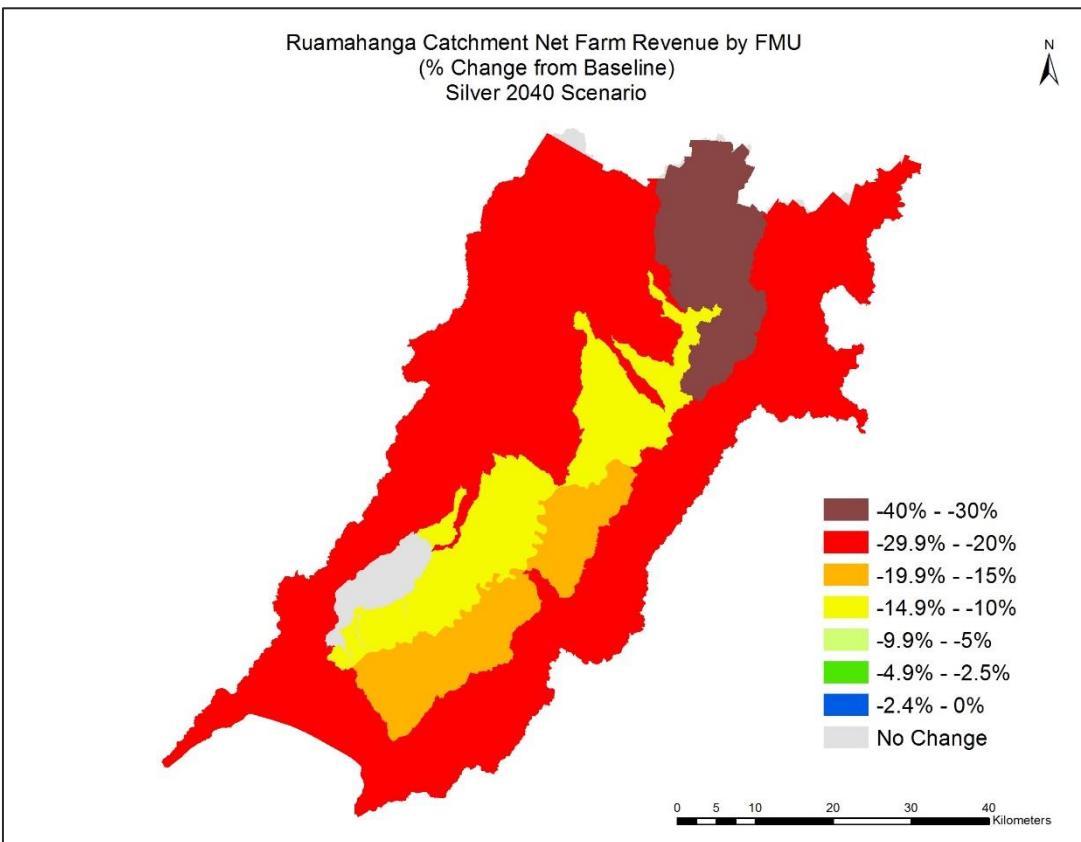 Ruamahanga Catchment Net Farm Revenue by FMU
(% Change from Baseline)
Silver 2040 Scenario
N
-40% - -30%
-29.9% - -20%
-19.9% - -15%
-14.9% - -10%
-9.9% - -5%
-4.9% - -2.5%
-2.4% - 0%
No Change
0 5 10 20 30 40
Kilometers